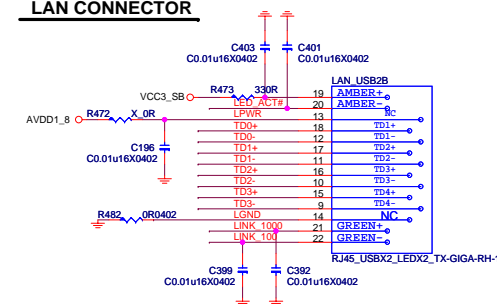 LAN CONNECTOR
C403 C401
C0.01u16X0402 C0.01u16X0402
LAN_USB2B
VCC3_SB R473 330R 19 AMBER+
LED_ACT# 20 AMBER-
AVDD1_8 R472 X_0R LPWR 13 NC
TD0+ 18 TD1+
TD0- 12 TD1-
C196 TD1+ 17 TD2+
C0.01u16X0402 TD1- 11 TD2-
TD2+ 16 TD3+
TD2- 10 TD3-
TD3+ 15 TD4+
TD3- 9 TD4-
R482 0R0402 LGND 14 NC
LINK_1000 21 GREEN+
LINK_100 22 GREEN-
RJ45_USBX2_LEDX2_TX-GIGA-RH-1
C399 C392
C0.01u16X0402 C0.01u16X0402